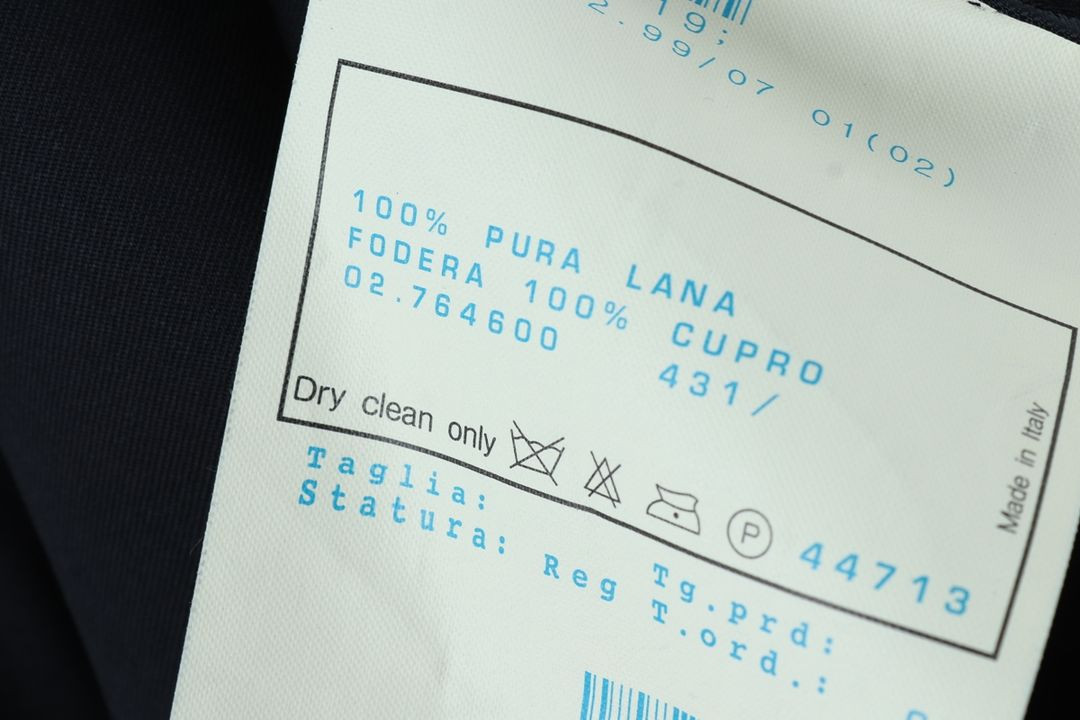 19;
2.99/07 01(02)
100% PURA LANA
FODERA 100% CUPRO
02.764600 431/
Dry clean only P 44713
Made in Italy
Taglia: Tg.prd:
Statura: Reg T.ord.: